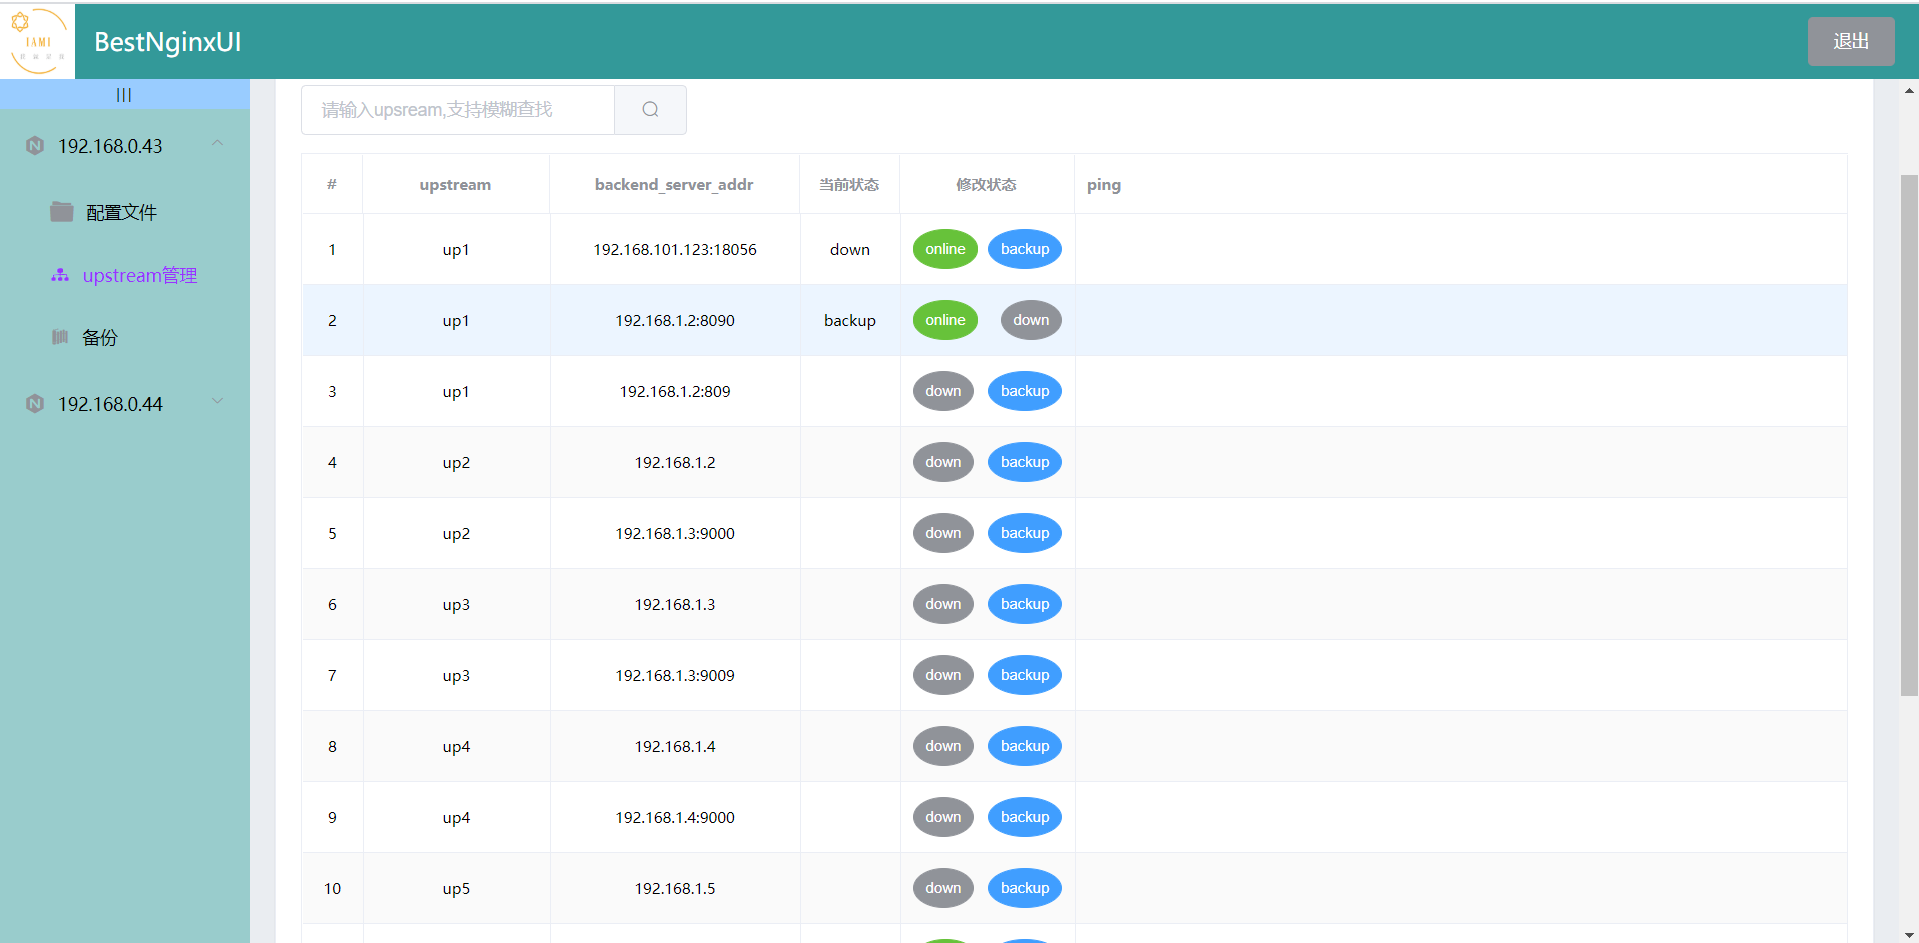 IAMI
BestNginxUI
退出
192.168.0.43
配置文件
upstream管理
备份
192.168.0.44
请输入upsream,支持模糊查找
# upstream backend_server_addr 当前状态 修改状态 ping
1 up1 192.168.101.123:18056 down online backup
2 up1 192.168.1.2:8090 backup online down
3 up1 192.168.1.2:809 down backup
4 up2 192.168.1.2 down backup
5 up2 192.168.1.3:9000 down backup
6 up3 192.168.1.3 down backup
7 up3 192.168.1.3:9009 down backup
8 up4 192.168.1.4 down backup
9 up4 192.168.1.4:9000 down backup
10 up5 192.168.1.5 down backup